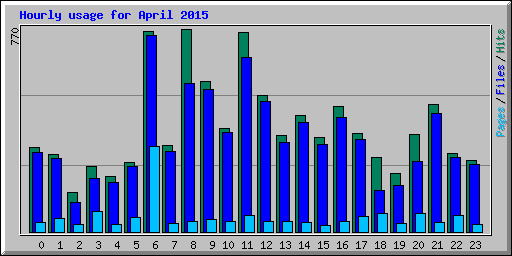 Hourly usage for April 2015
770
Pages/Files/Hits
0 1 2 3 4 5 6 7 8 9 10 11 12 13 14 15 16 17 18 19 20 21 22 23